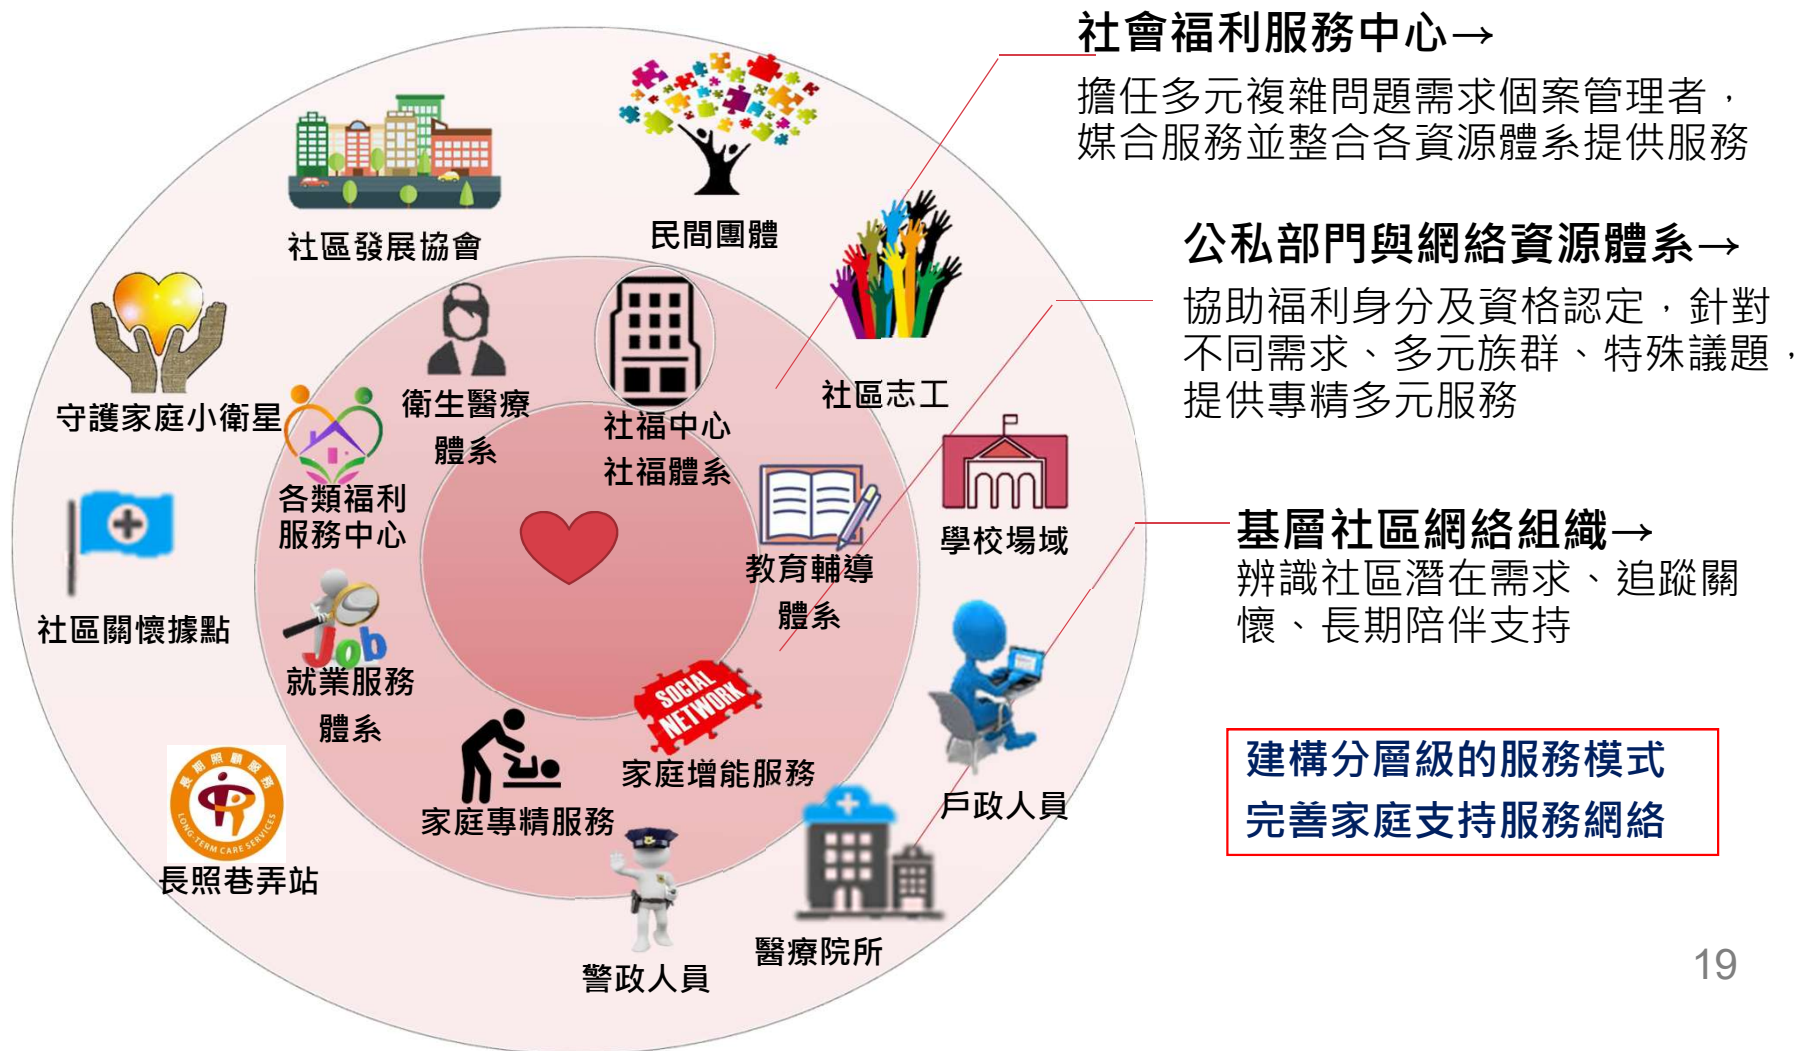 社會福利服務中心→
擔任多元複雜問題需求個案管理者，
媒合服務並整合各資源體系提供服務
公私部門與網絡資源體系→
協助福利身分及資格認定，針對
不同需求、多元族群、特殊議題，
提供專精多元服務
基層社區網絡組織→
辨識社區潛在需求、追蹤關
懷、長期陪伴支持
建構分層級的服務模式
完善家庭支持服務網絡
社區發展協會
民間團體
社區志工
守護家庭小衛星
衛生醫療
體系
社福中心
社福體系
各類福利
服務中心
學校場域
教育輔導
體系
社區關懷據點
Job
就業服務
體系
SOCIAL
NETWORK
家庭增能服務
家庭專精服務
戶政人員
長期照顧服務
LONG-TERM CARE SERVICES
長照巷弄站
醫療院所
警政人員
19